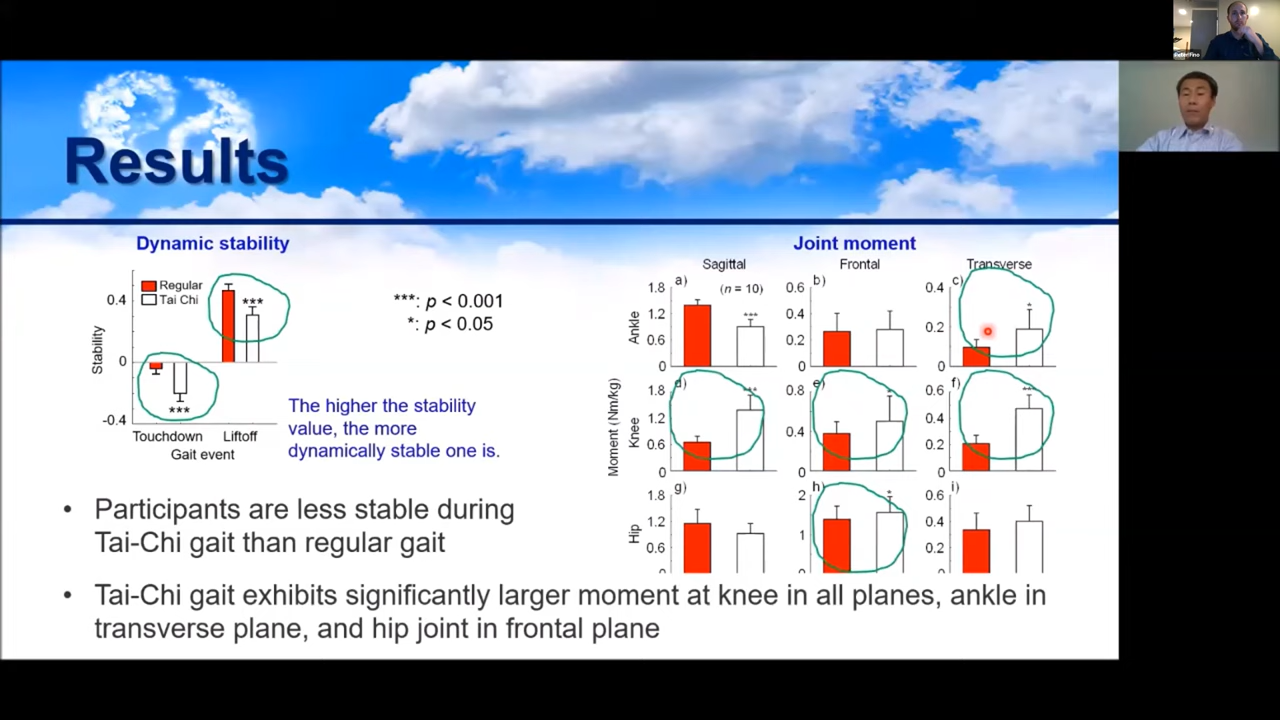 Results
Dynamic stability
Regular
Tai Chi
0.4
0
-0.4
Stability
***
***
Touchdown
Liftoff
Gait event
***: p < 0.001
*: p < 0.05
The higher the stability
value, the more
dynamically stable one is.
Joint moment
Sagittal
Frontal
Transverse
Moment (Nm/kg)
Ankle
a)
(n = 10)
1.8
1.2
0.6
0
***
b)
0.6
0.4
0.2
0
c)
0.4
0.2
0
*
Knee
d)
1.8
1.2
0.6
0
***
e)
0.8
0.4
0
*
f)
0.6
0.4
0.2
0
***
Hip
g)
1.8
1.2
0.6
h)
2
1
*
i)
0.6
0.4
0.2
• Participants are less stable during
Tai-Chi gait than regular gait
• Tai-Chi gait exhibits significantly larger moment at knee in all planes, ankle in
transverse plane, and hip joint in frontal plane